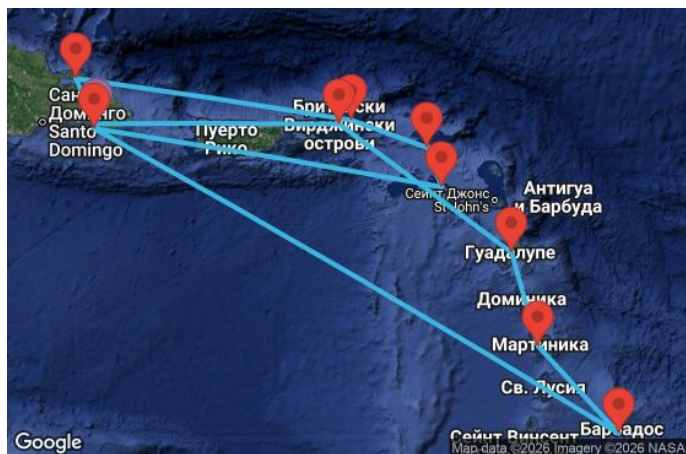 Сан
Доминго
Santo
Domingo
Пуерто
Рико
Британски
Вирджински
острови
Сейнт Джонс
St John's
Антигуа
и Барбуда
Гуадалупе
Доминика
Мартиника
Св. Лусия
Барбадос
Сейнт Винсент
Google
Map data ©2026 Imagery ©2026 NASA